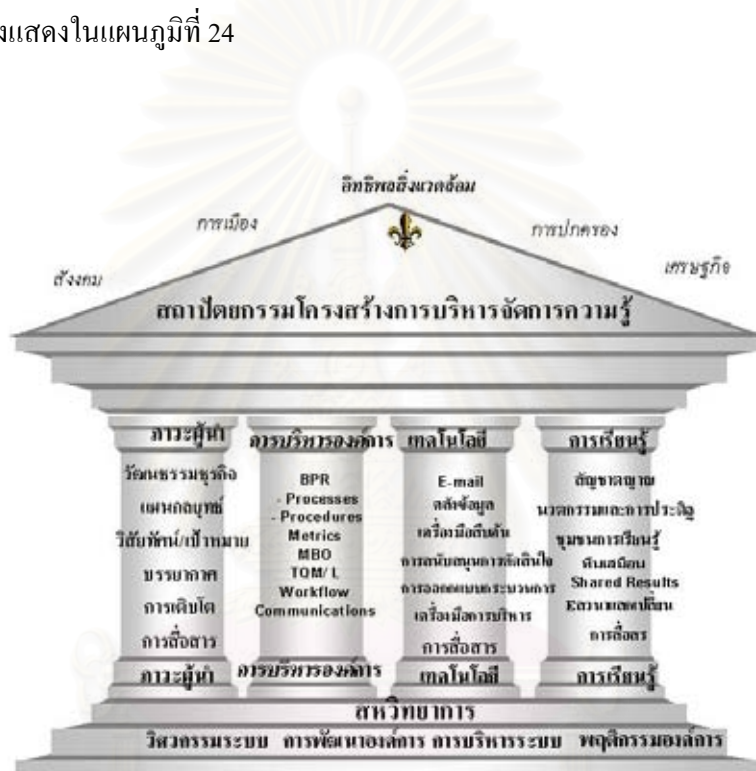 งแสดงในแผนภูมิที่ 24
อิทธิพลสิ่งแวดล้อม
การเมือง
การปกครอง
สังคม
เศรษฐกิจ
สถาปัตยกรรมโครงสร้างการบริหารจัดการความรู้
ภาวะผู้นำ
วัฒนธรรมธุรกิจ
แผนกลยุทธ์
วิสัยทัศน์/เป้าหมาย
บรรยากาศ
การเติบโต
การสื่อสาร
ภาวะผู้นำ
การบริหารองค์การ
BPR
- Processes
- Procedures
Metrics
MBO
TQM/ L
Workflow
Communications
การบริหารองค์การ
เทคโนโลยี
E-mail
คลังข้อมูล
เครื่องมือสืบค้น
การสนับสนุนการตัดสินใจ
การออกแบบกระบวนการ
เครื่องมือการบริหาร
การสื่อสาร
เทคโนโลยี
การเรียนรู้
สัญชาตญาณ
นวตกรรมและการประดิฐ
ชุมชนการเรียนรู้
ทีมเสมือน
Shared Results
การสื่อสร
การเรียนรู้
สหวิทยาการ
วิศวกรรมระบบ การพัฒนาองค์การ การบริหารระบบ พฤติกรรมองค์การ